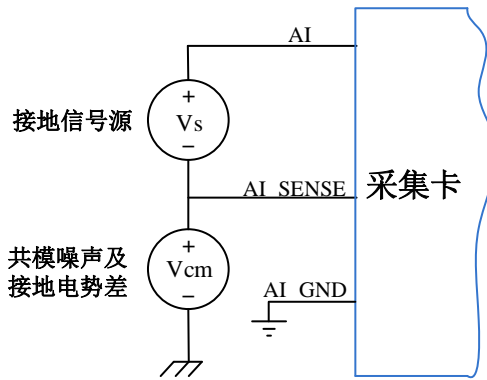 AI
+
接地信号源
Vs
−
AI_SENSE
采集卡
+
共模噪声及
接地电势差
Vcm
−
AI_GND